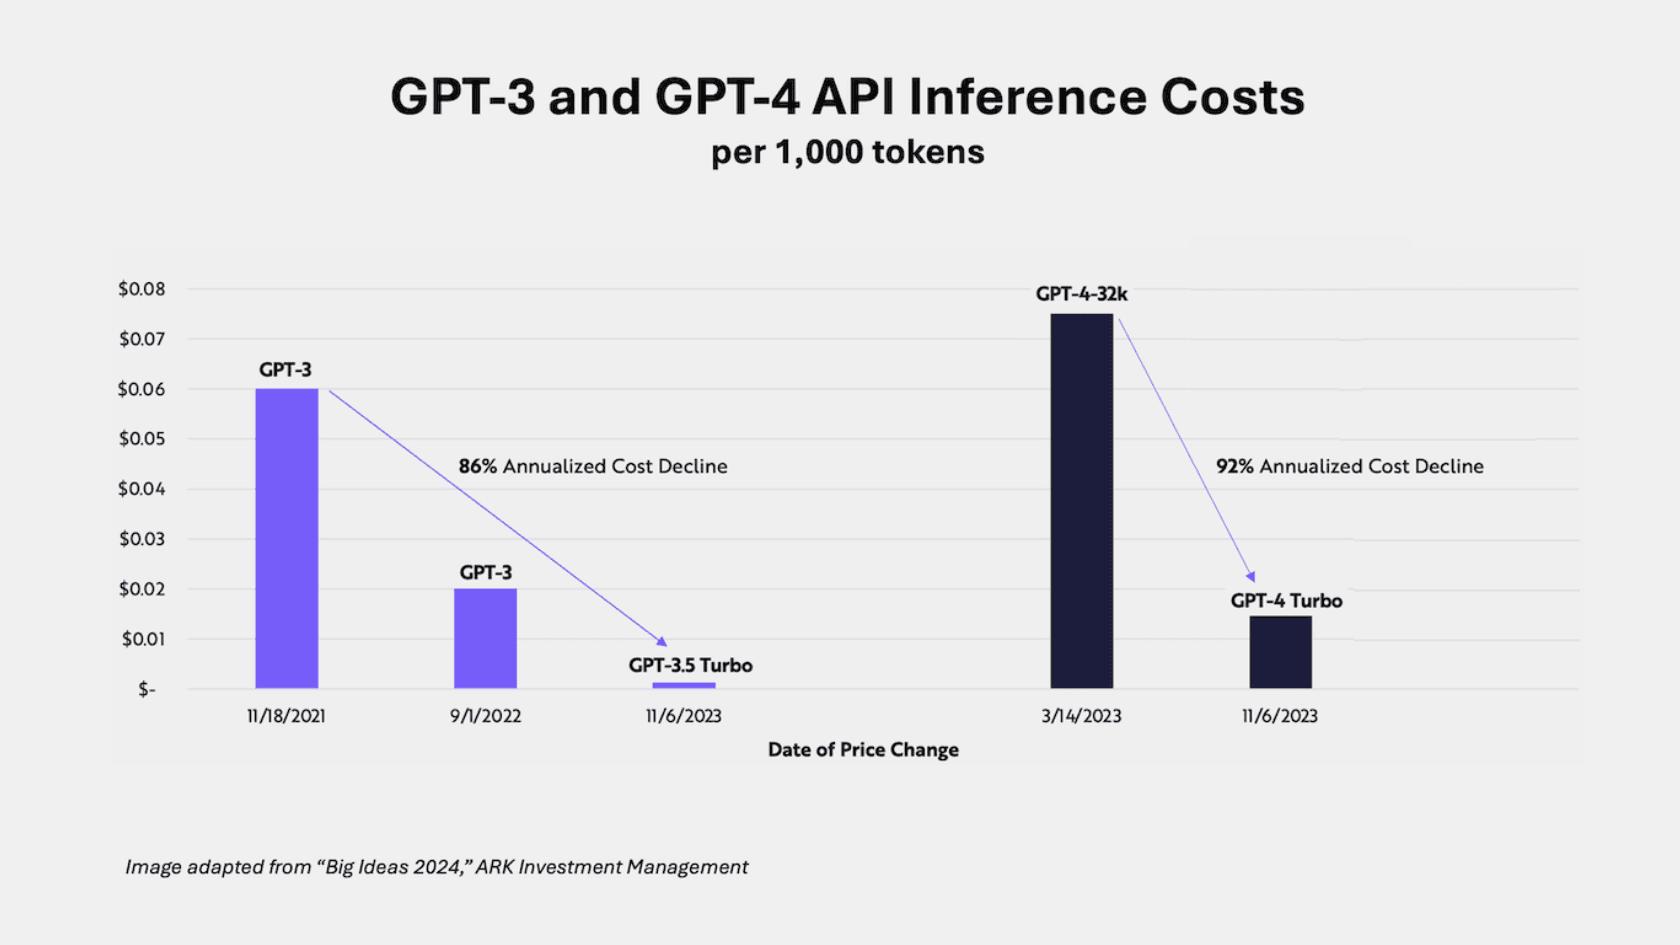 GPT-3 and GPT-4 API Inference Costs
per 1,000 tokens
$0.08
$0.07
$0.06
$0.05
$0.04
$0.03
$0.02
$0.01
$-
GPT-3
86% Annualized Cost Decline
GPT-3
GPT-3.5 Turbo
GPT-4-32k
92% Annualized Cost Decline
GPT-4 Turbo
11/18/2021
9/1/2022
11/6/2023
3/14/2023
11/6/2023
Date of Price Change
Image adapted from “Big Ideas 2024,” ARK Investment Management